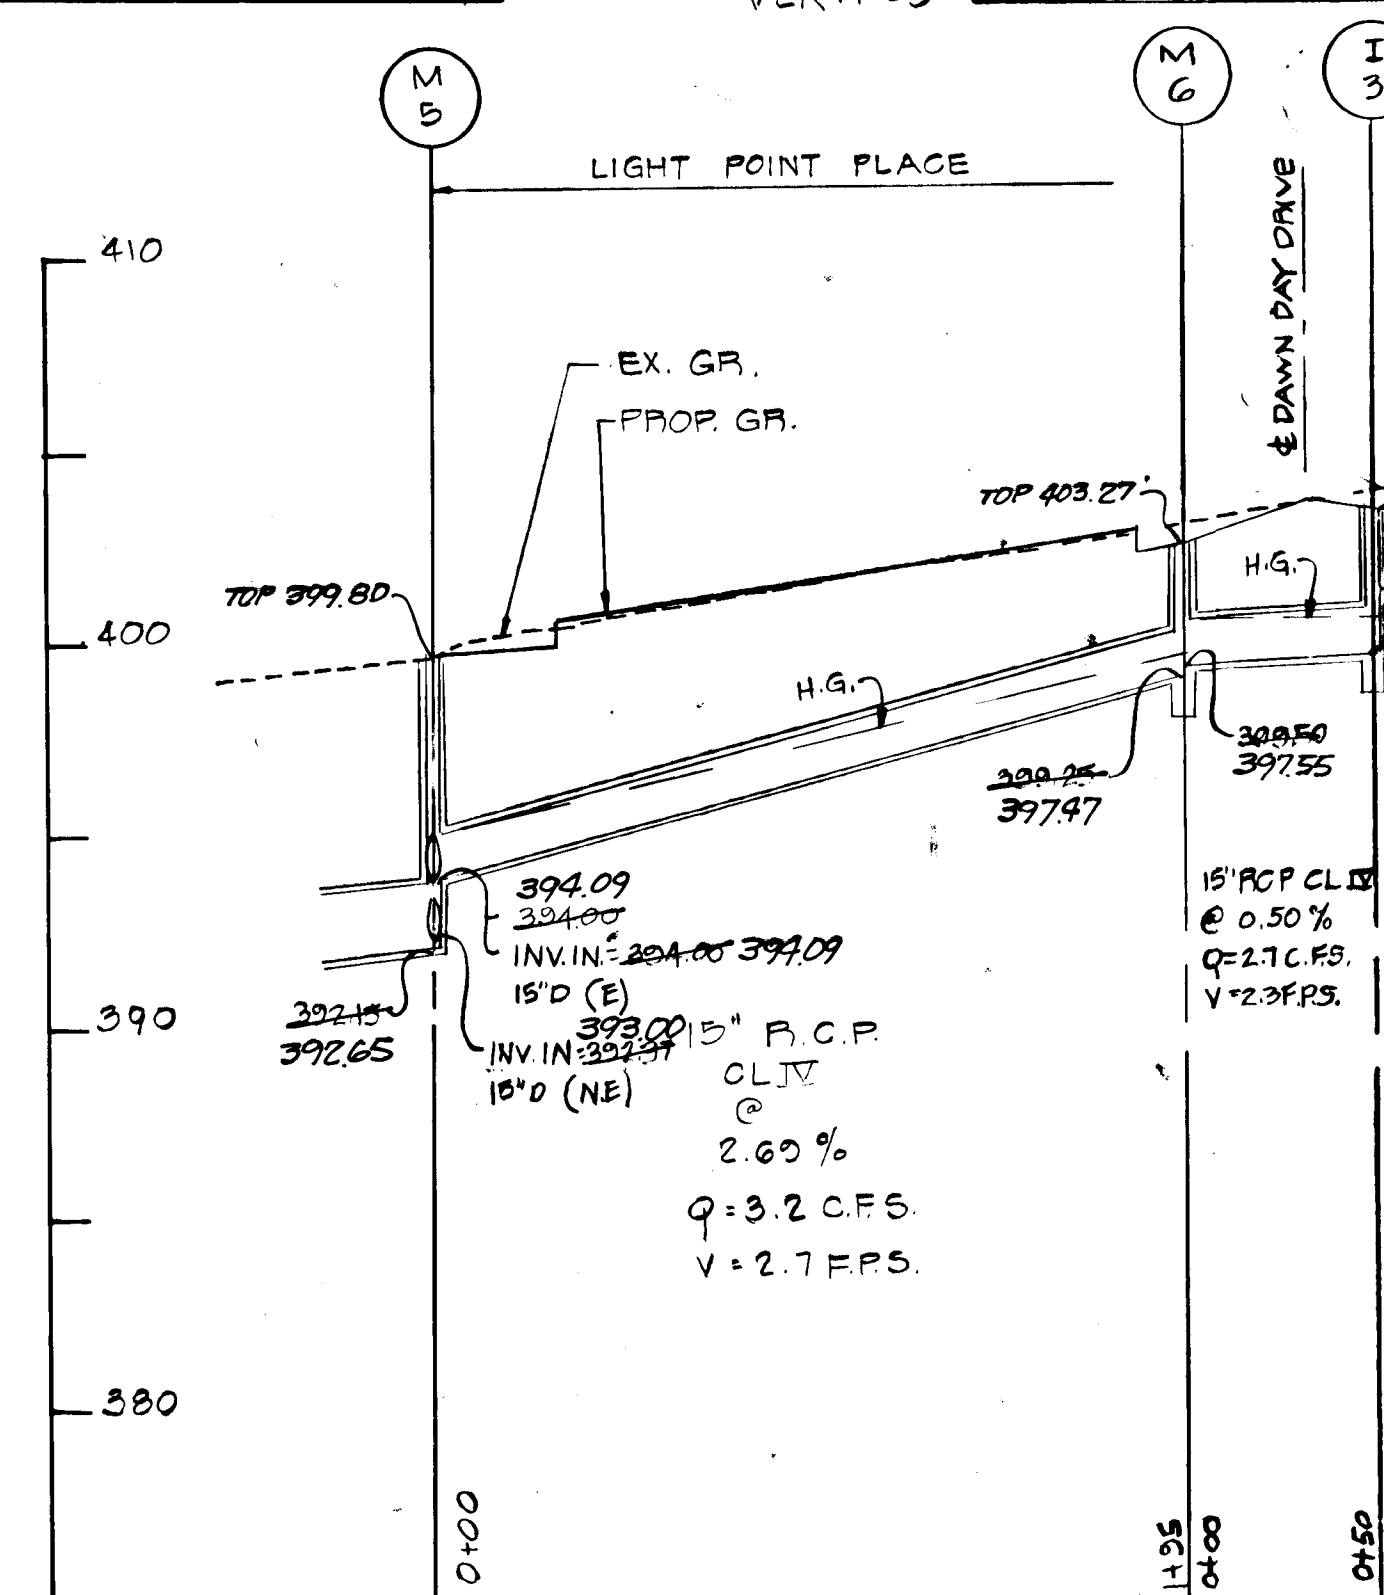 M
5
M
6
I
3
LIGHT POINT PLACE
℄ DAWN DAY DRIVE
410
EX. GR.
PROP. GR.
TOP 403.27
H.G.
TOP 399.80
400
H.G.
399.50
397.55
399.25
397.47
394.09
394.00
INV. IN.= 394.00 394.09
15"D (E)
15" RCP CL IV
@ 0.50 %
Q=2.7 C.F.S.
V=2.3 F.P.S.
390
392.15
392.65
393.00
INV. IN=
15"D (N.E)
15" R.C.P.
CL IV
@
2.69 %
Q = 3.2 C.F.S.
V = 2.7 F.P.S.
380
0+00
1+95
0+00
0+50